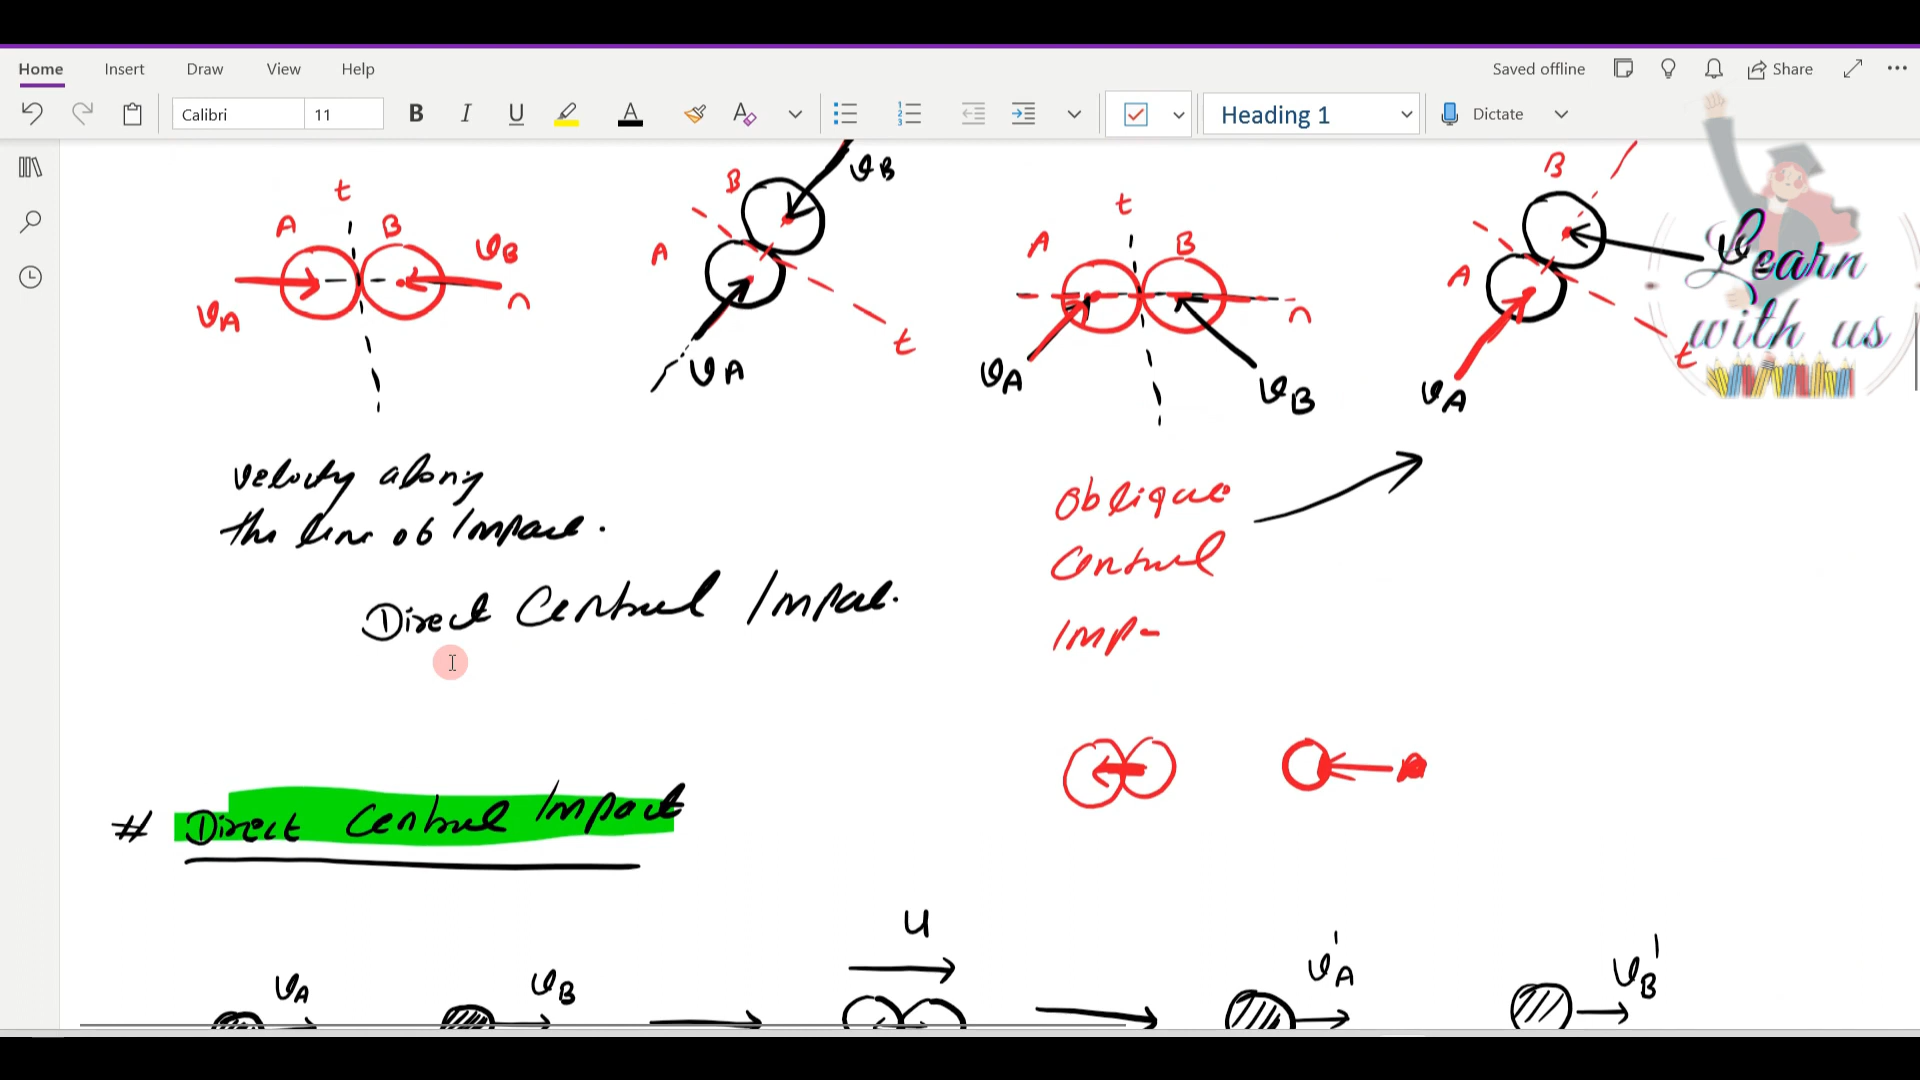 Home Insert Draw View Help Saved offline Share
Calibri 11 B I U A Heading 1 Dictate
t
A B
vB
vA
n
B vB
A
t
vA
t
A B
n
vA
vB
B
A
t
vA
Learn
with us
velocity along
the line of Impact.
Direct Central Impact.
Oblique
Central
Imp-
# Direct Central Impact
vA vB u vA' vB'